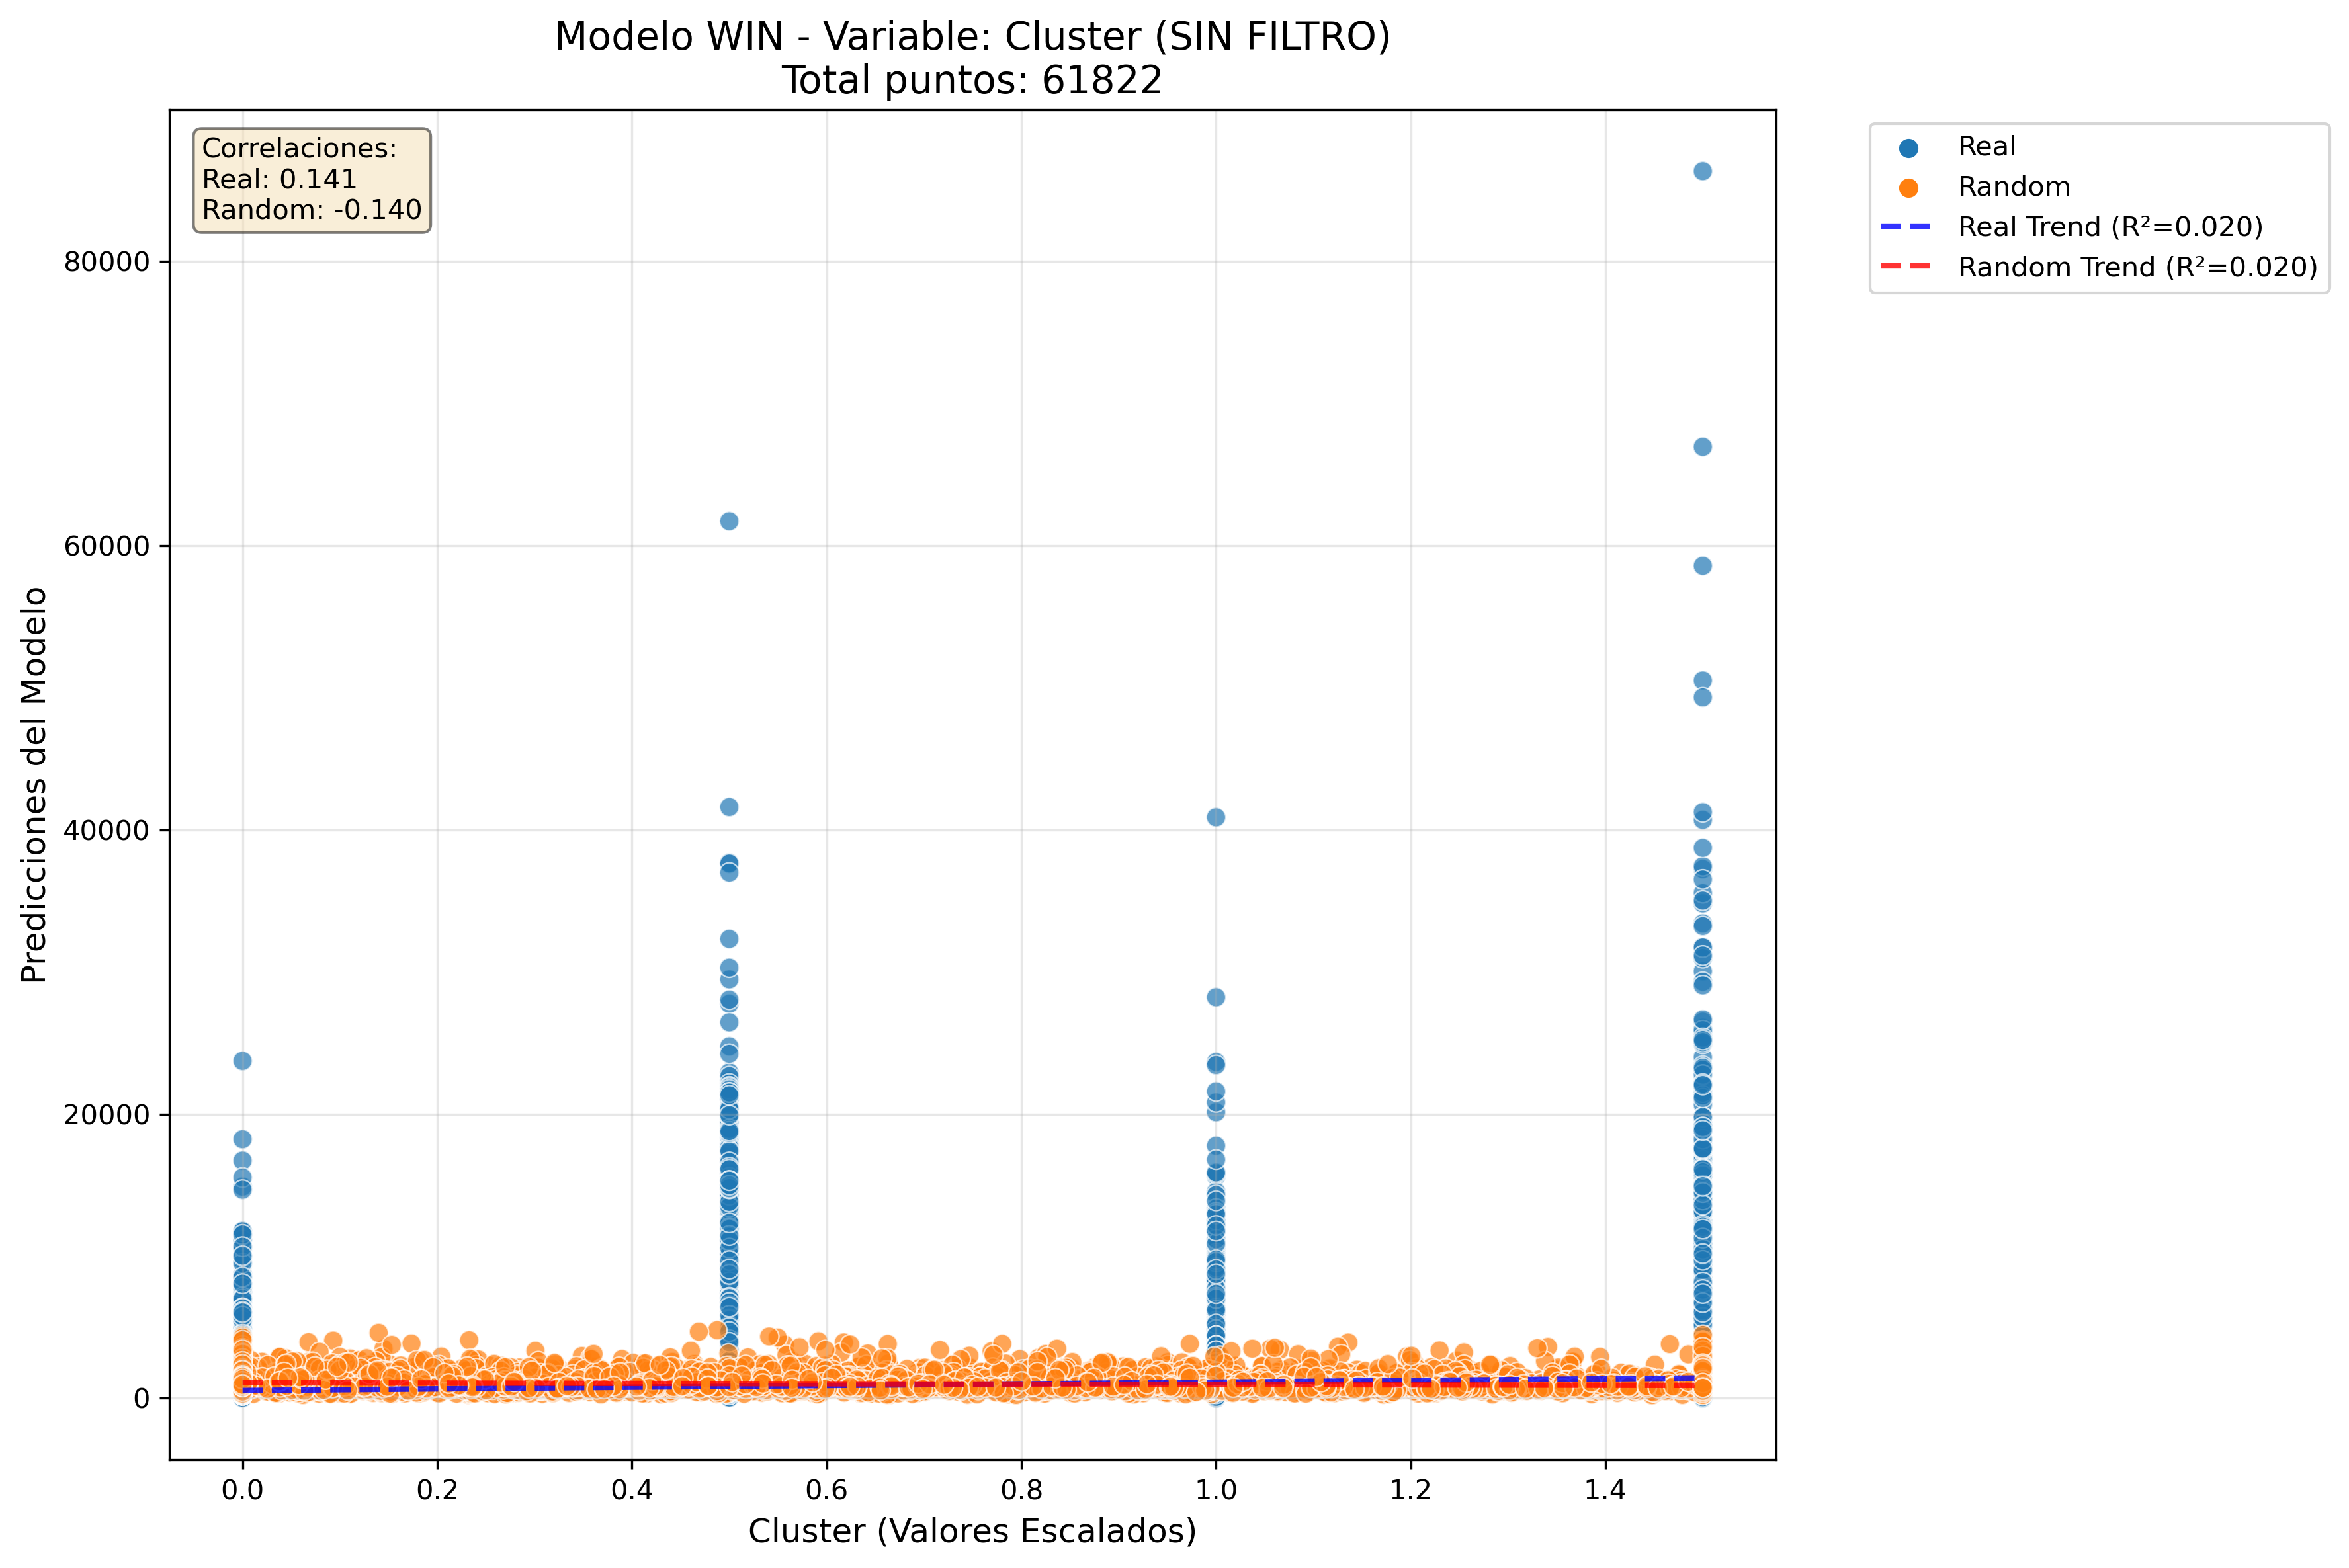 Modelo WIN - Variable: Cluster (SIN FILTRO)
Total puntos: 61822
Correlaciones:
Real: 0.141
Random: -0.140
Real
Random
Real Trend (R²=0.020)
Random Trend (R²=0.020)
Predicciones del Modelo
80000
60000
40000
20000
0
0.0 0.2 0.4 0.6 0.8 1.0 1.2 1.4
Cluster (Valores Escalados)